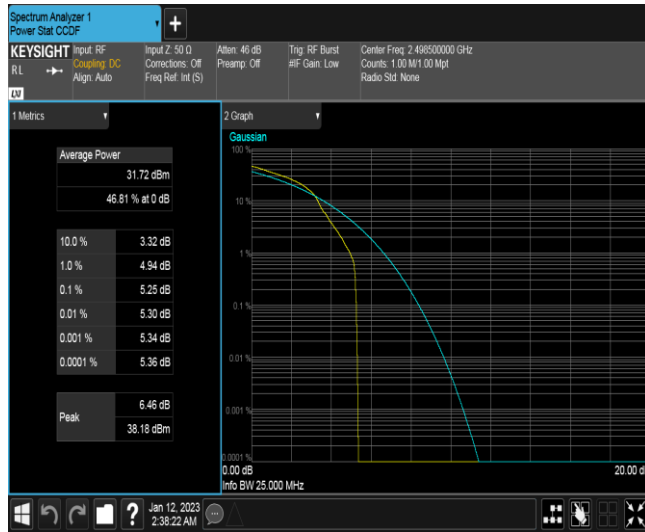 Spectrum Analyzer 1
Power Stat CCDF
+
KEYSIGHT
RL
LXI
Input: RF
Coupling: DC
Align: Auto
Input Z: 50 Ω
Corrections: Off
Freq Ref: Int (S)
Atten: 46 dB
Preamp: Off
Trig: RF Burst
#IF Gain: Low
Center Freq: 2.498500000 GHz
Counts: 1.00 M/1.00 Mpt
Radio Std: None
1 Metrics
Average Power
31.72 dBm
46.81 % at 0 dB
10.0 % 3.32 dB
1.0 % 4.94 dB
0.1 % 5.25 dB
0.01 % 5.30 dB
0.001 % 5.34 dB
0.0001 % 5.36 dB
Peak
6.46 dB
38.18 dBm
2 Graph
Gaussian
100 %
10 %
1 %
0.1 %
0.01 %
0.001 %
0.0001 %
0.00 dB 20.00 d
Info BW 25.000 MHz
?
Jan 12, 2023
2:38:22 AM